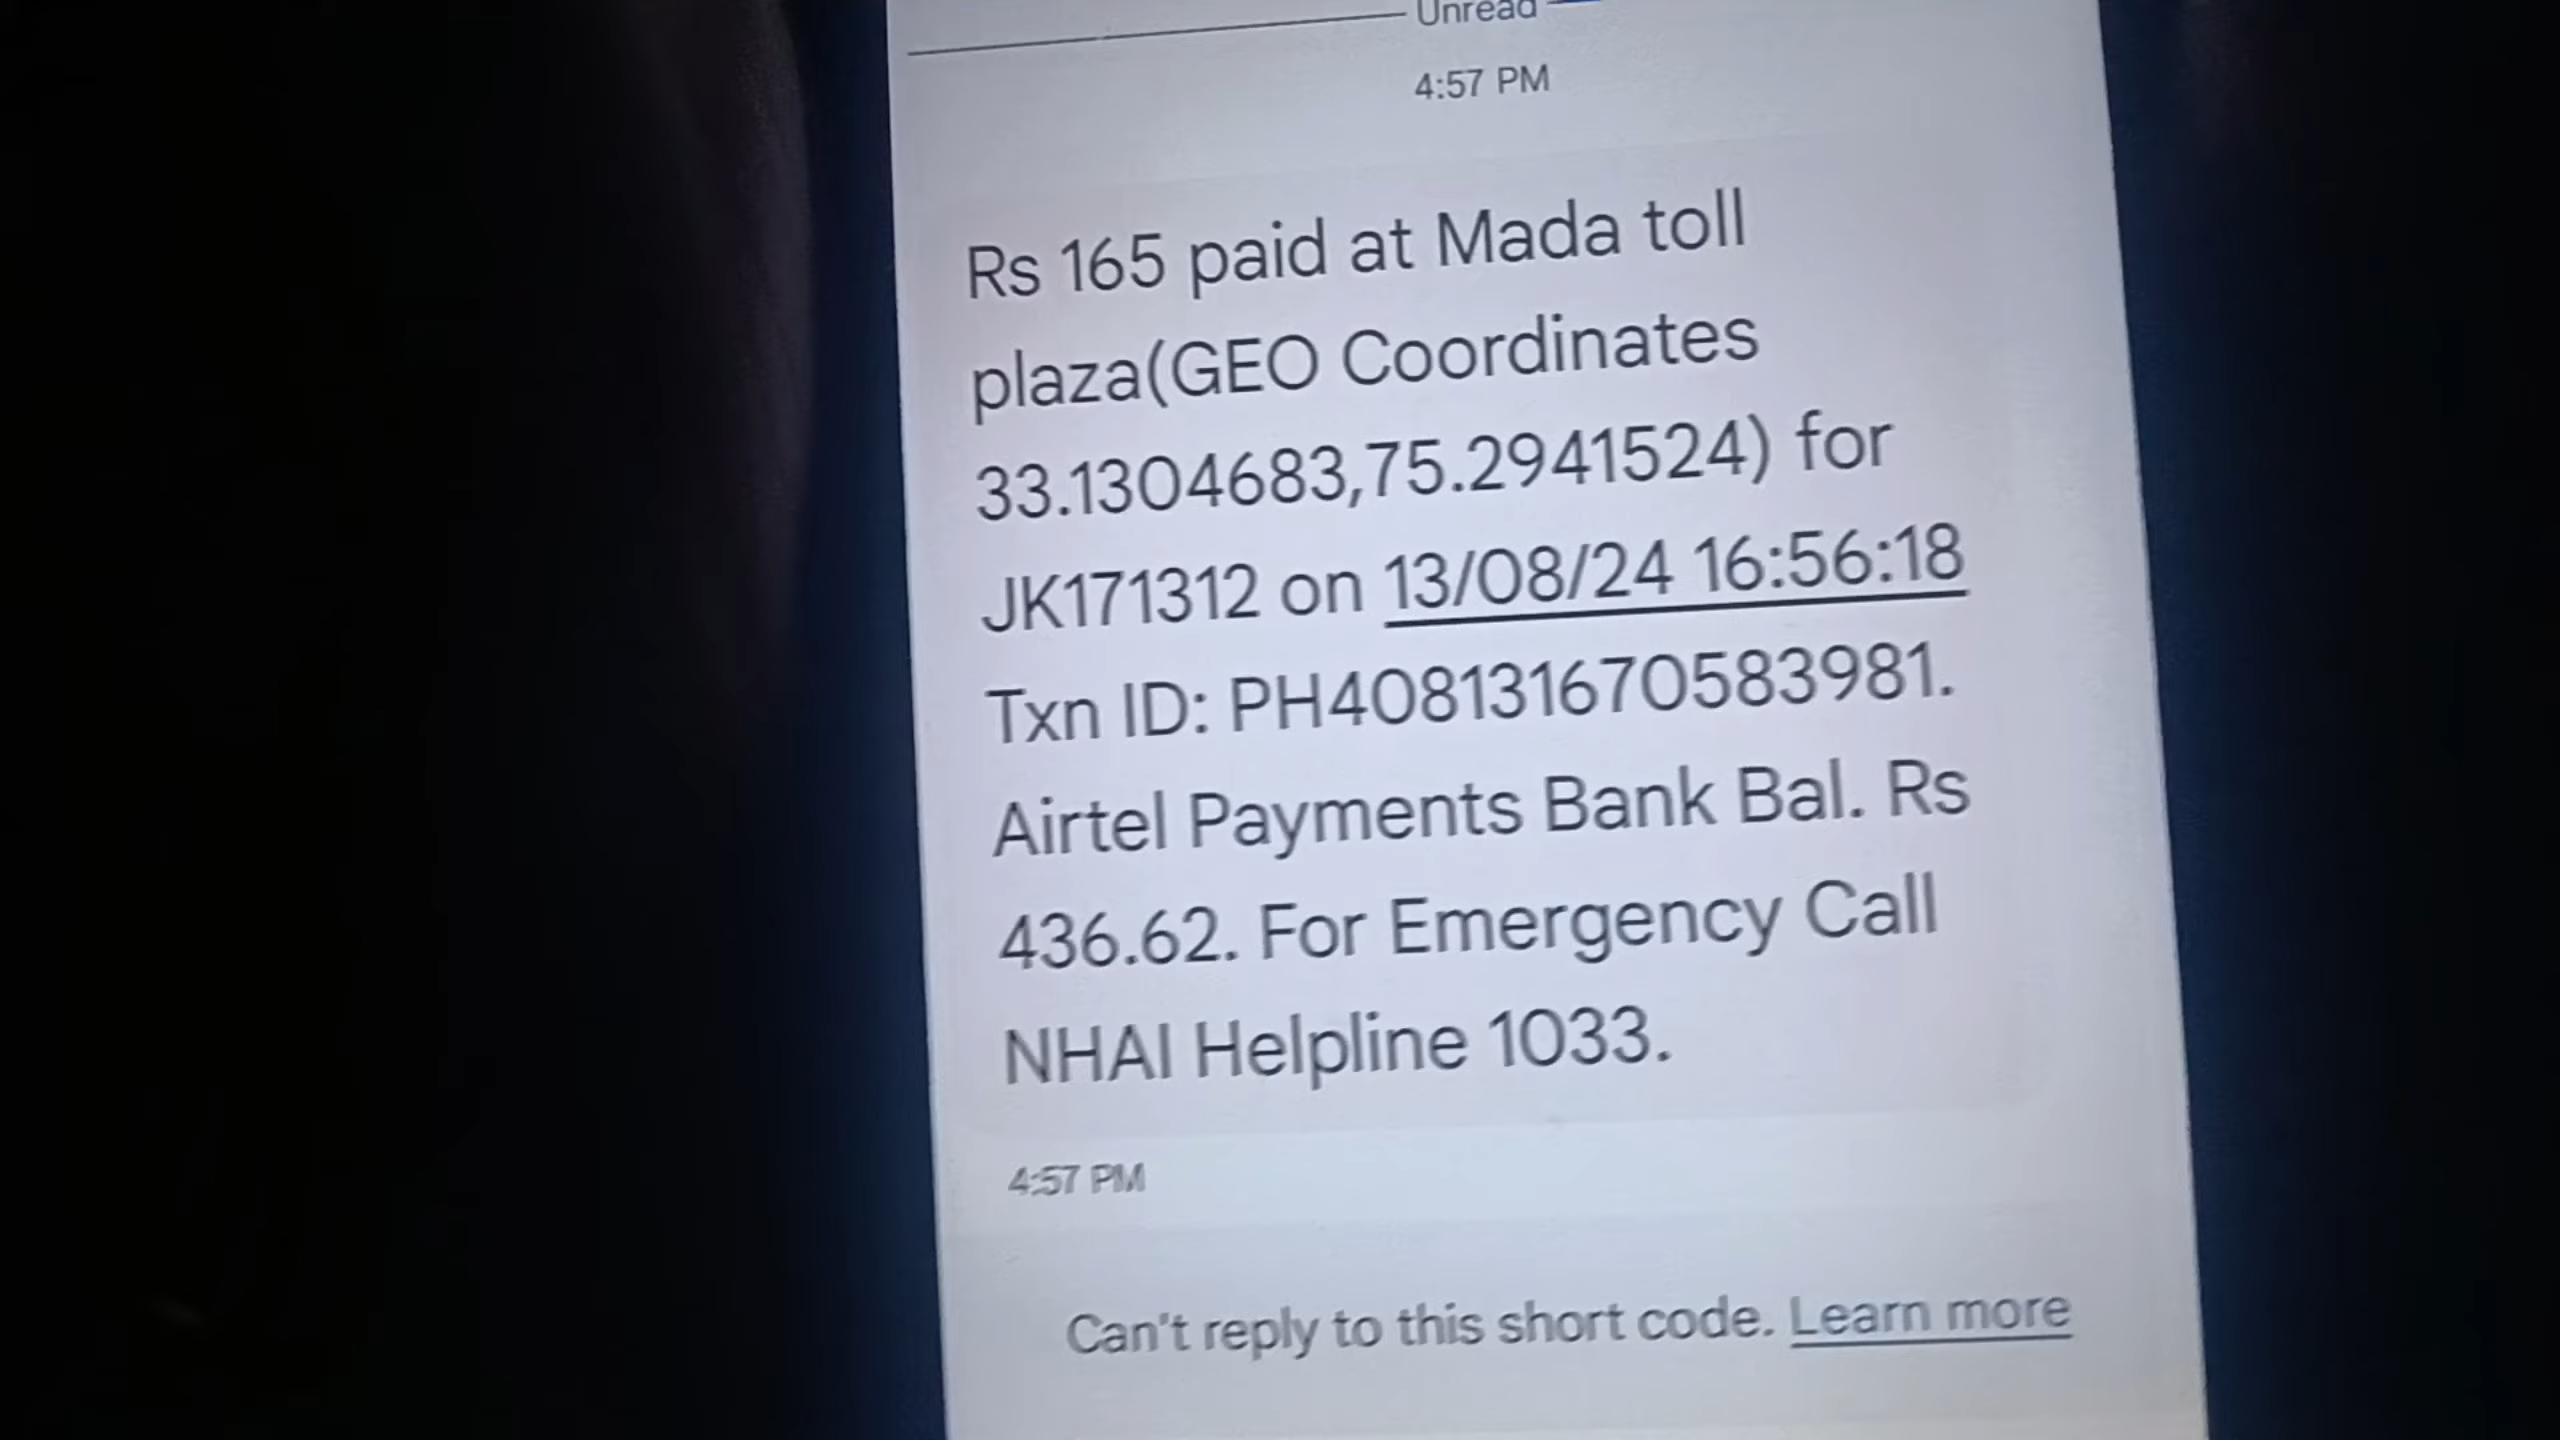 Unread
4:57 PM
Rs 165 paid at Mada toll
plaza(GEO Coordinates
33.1304683,75.2941524) for
JK171312 on 13/08/24 16:56:18
Txn ID: PH408131670583981.
Airtel Payments Bank Bal. Rs
436.62. For Emergency Call
NHAI Helpline 1033.
4:57 PM
Can't reply to this short code. Learn more